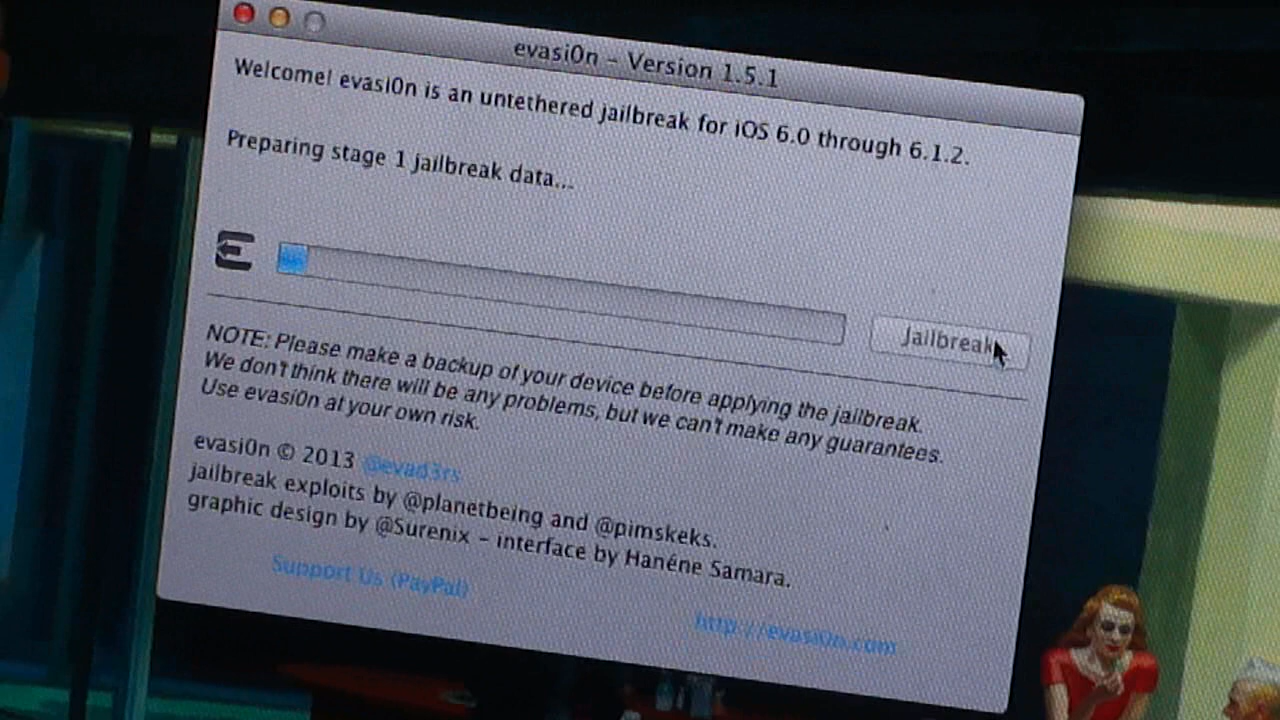 evasi0n - Version 1.5.1
Welcome! evasi0n is an untethered jailbreak for iOS 6.0 through 6.1.2.
Preparing stage 1 jailbreak data...
Jailbreak
NOTE: Please make a backup of your device before applying the jailbreak.
We don't think there will be any problems, but we can't make any guarantees.
Use evasi0n at your own risk.
evasi0n © 2013 @evad3rs
jailbreak exploits by @planetbeing and @pimskeks.
graphic design by @Surenix – interface by Hanéne Samara.
Support Us (PayPal)
http://evasi0n.com